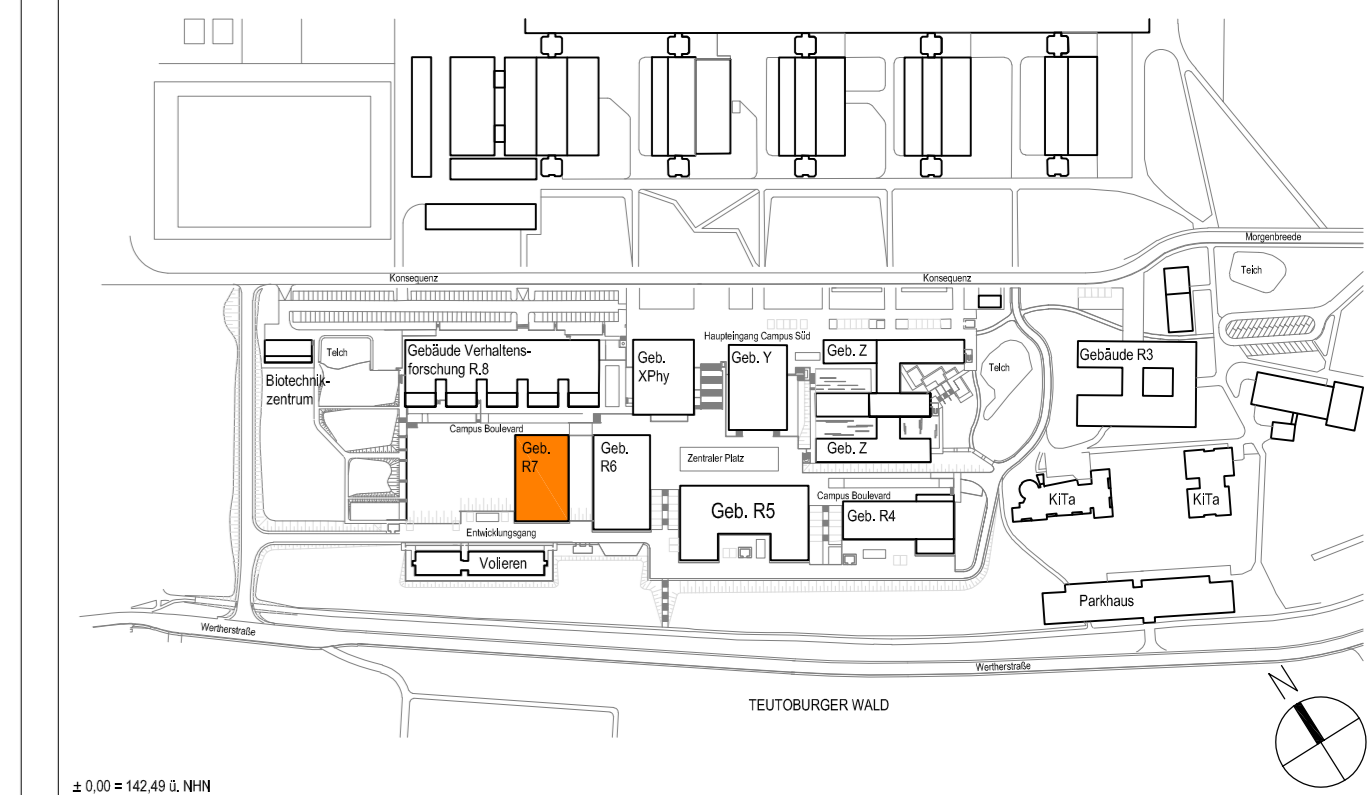 Morgenbreede
Teich
Konsequenz
Konsequenz
Haupteingang Campus Süd
Teich
Gebäude Verhaltens-
forschung R.8
Geb.
XPhy
Geb. Y
Geb. Z
Gebäude R3
Teich
Biotechnik-
zentrum
Campus Boulevard
Geb.
R7
Geb.
R6
Zentraler Platz
Geb. Z
Campus Boulevard
KiTa
KiTa
Geb. R5
Geb. R4
Entwicklungsgang
Volieren
Parkhaus
Wertherstraße
Wertherstraße
N
TEUTOBURGER WALD
± 0,00 = 142,49 ü. NHN